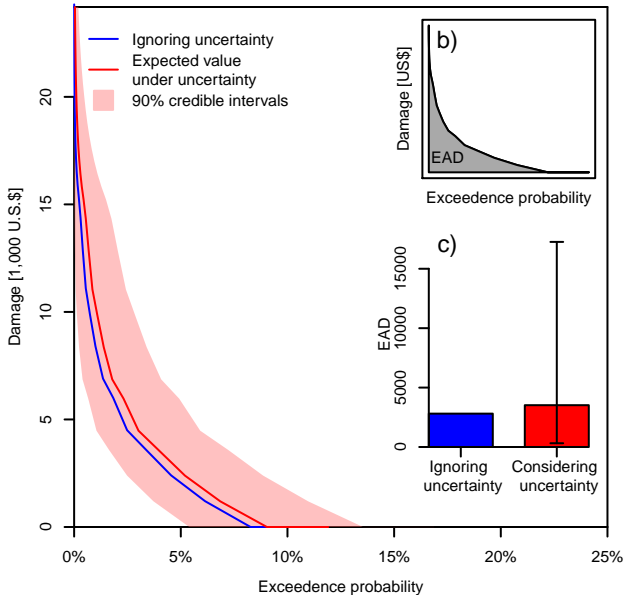 Ignoring uncertainty
Expected value
under uncertainty
90% credible intervals
Damage [1,000 U.S.$]
0
5
10
15
20
0%
5%
10%
15%
20%
25%
Exceedence probability
b)
Damage [US$]
EAD
Exceedence probability
c)
EAD
0
5000
10000
15000
Ignoring
uncertainty
Considering
uncertainty